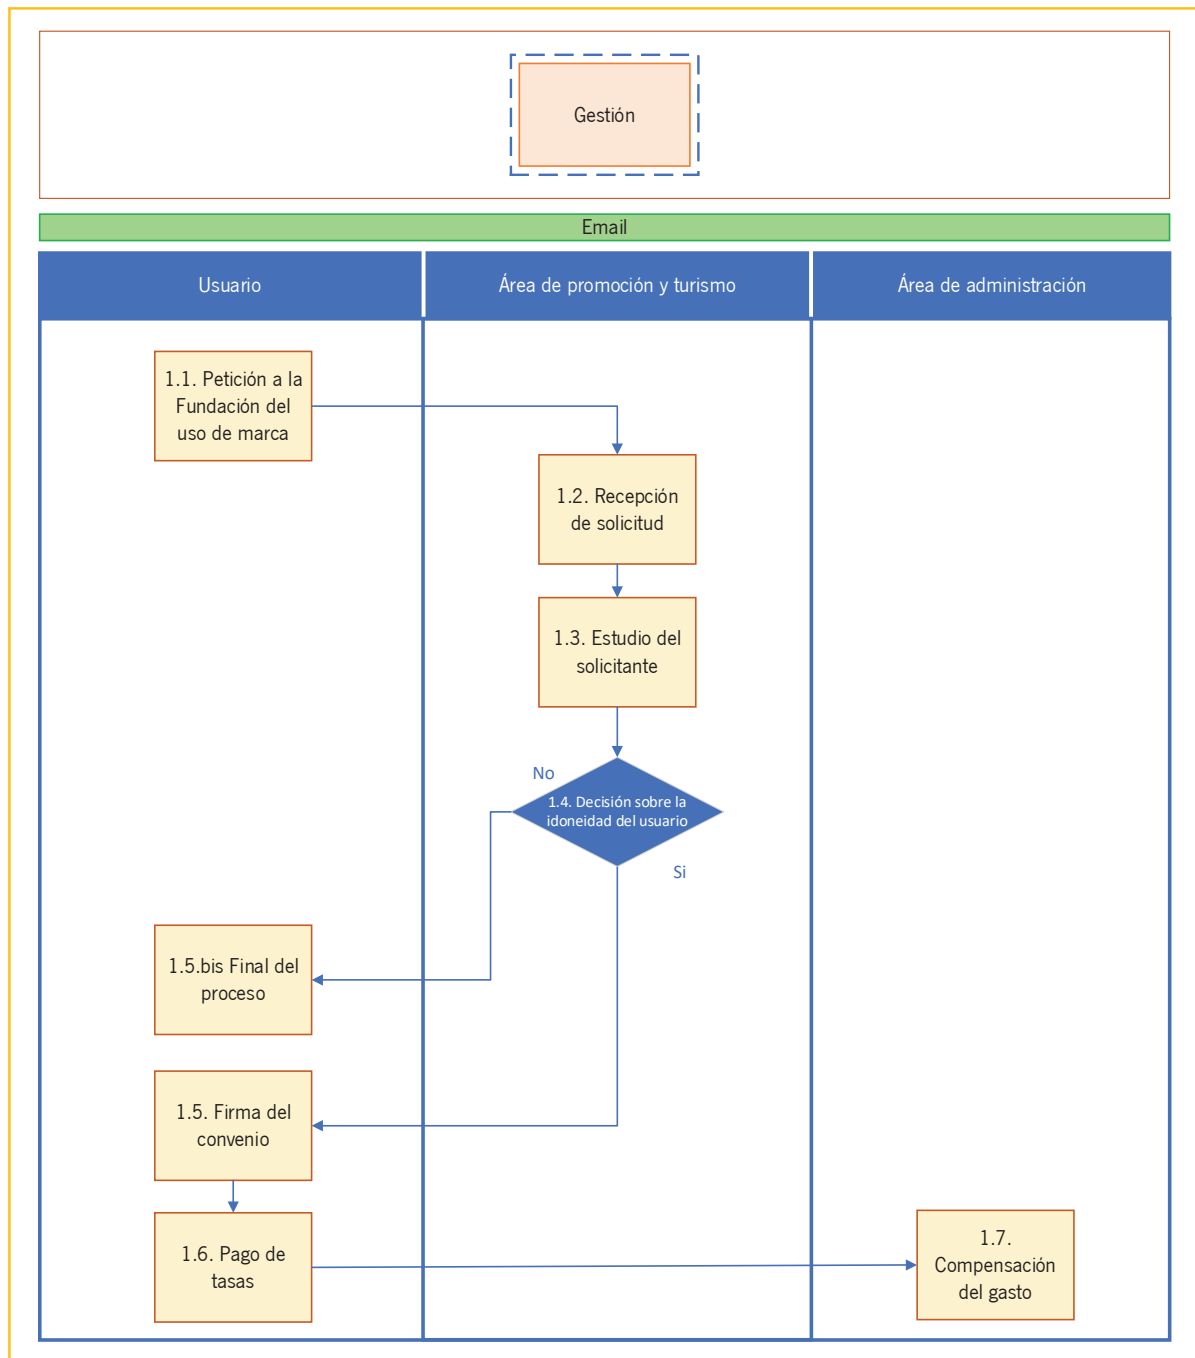 Gestión
Email
Usuario
Área de promoción y turismo
Área de administración
1.1. Petición a la
Fundación del
uso de marca
1.2. Recepción
de solicitud
1.3. Estudio del
solicitante
No
1.4. Decisión sobre la
idoneidad del usuario
Si
1.5.bis Final del
proceso
1.5. Firma del
convenio
1.6. Pago de
tasas
1.7.
Compensación
del gasto